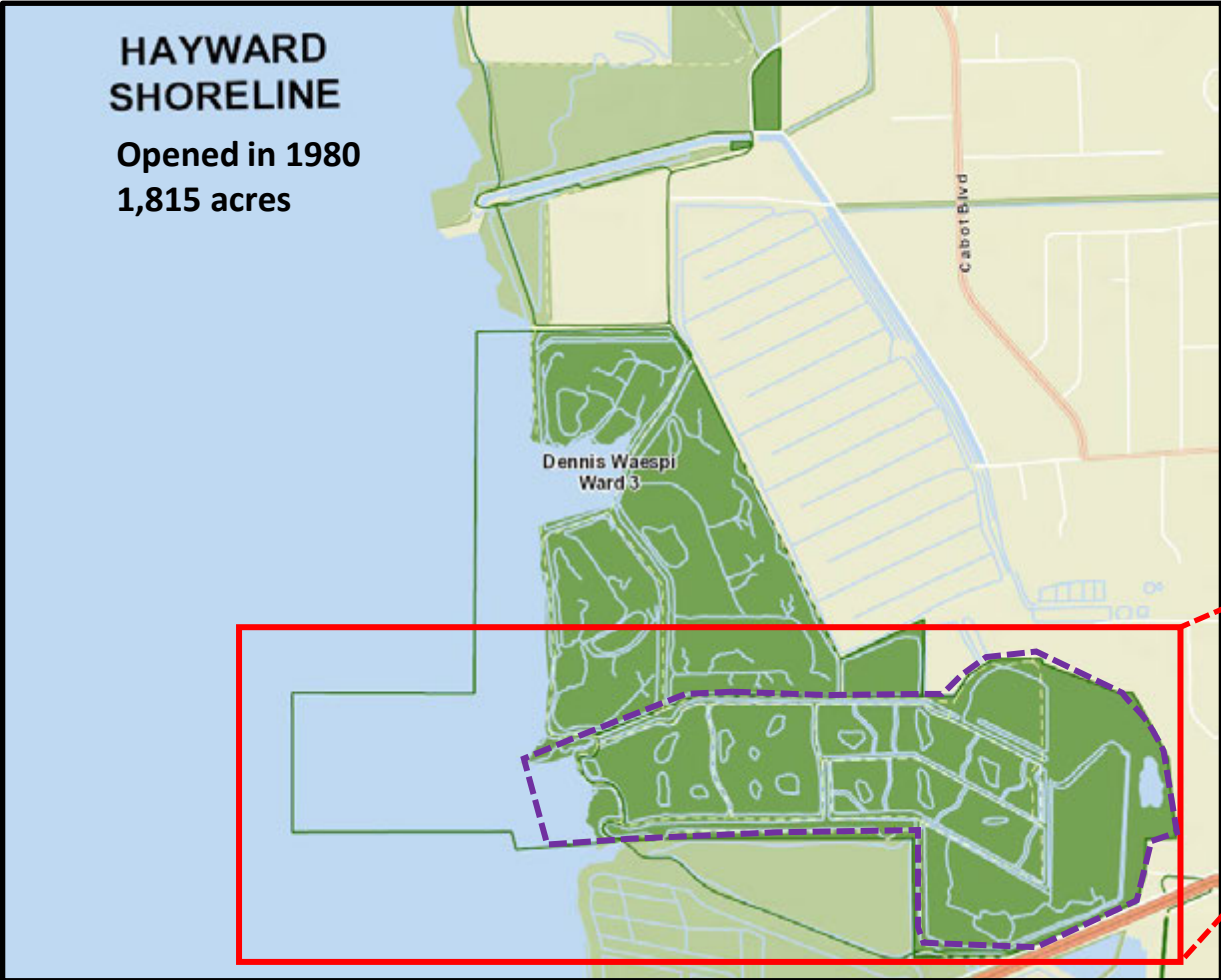 HAYWARD
SHORELINE
Opened in 1980
1,815 acres
Cabot Blvd
Dennis Waespi
Ward 3